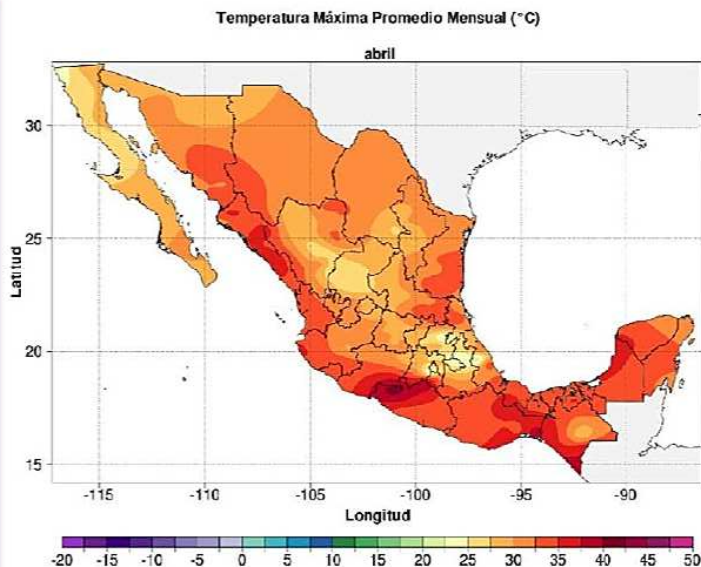 Temperatura Máxima Promedio Mensual (°C)
abril
30
25
20
15
Latitud
-115 -110 -105 -100 -95 -90
Longitud
-20 -15 -10 -5 0 5 10 15 20 25 30 35 40 45 50